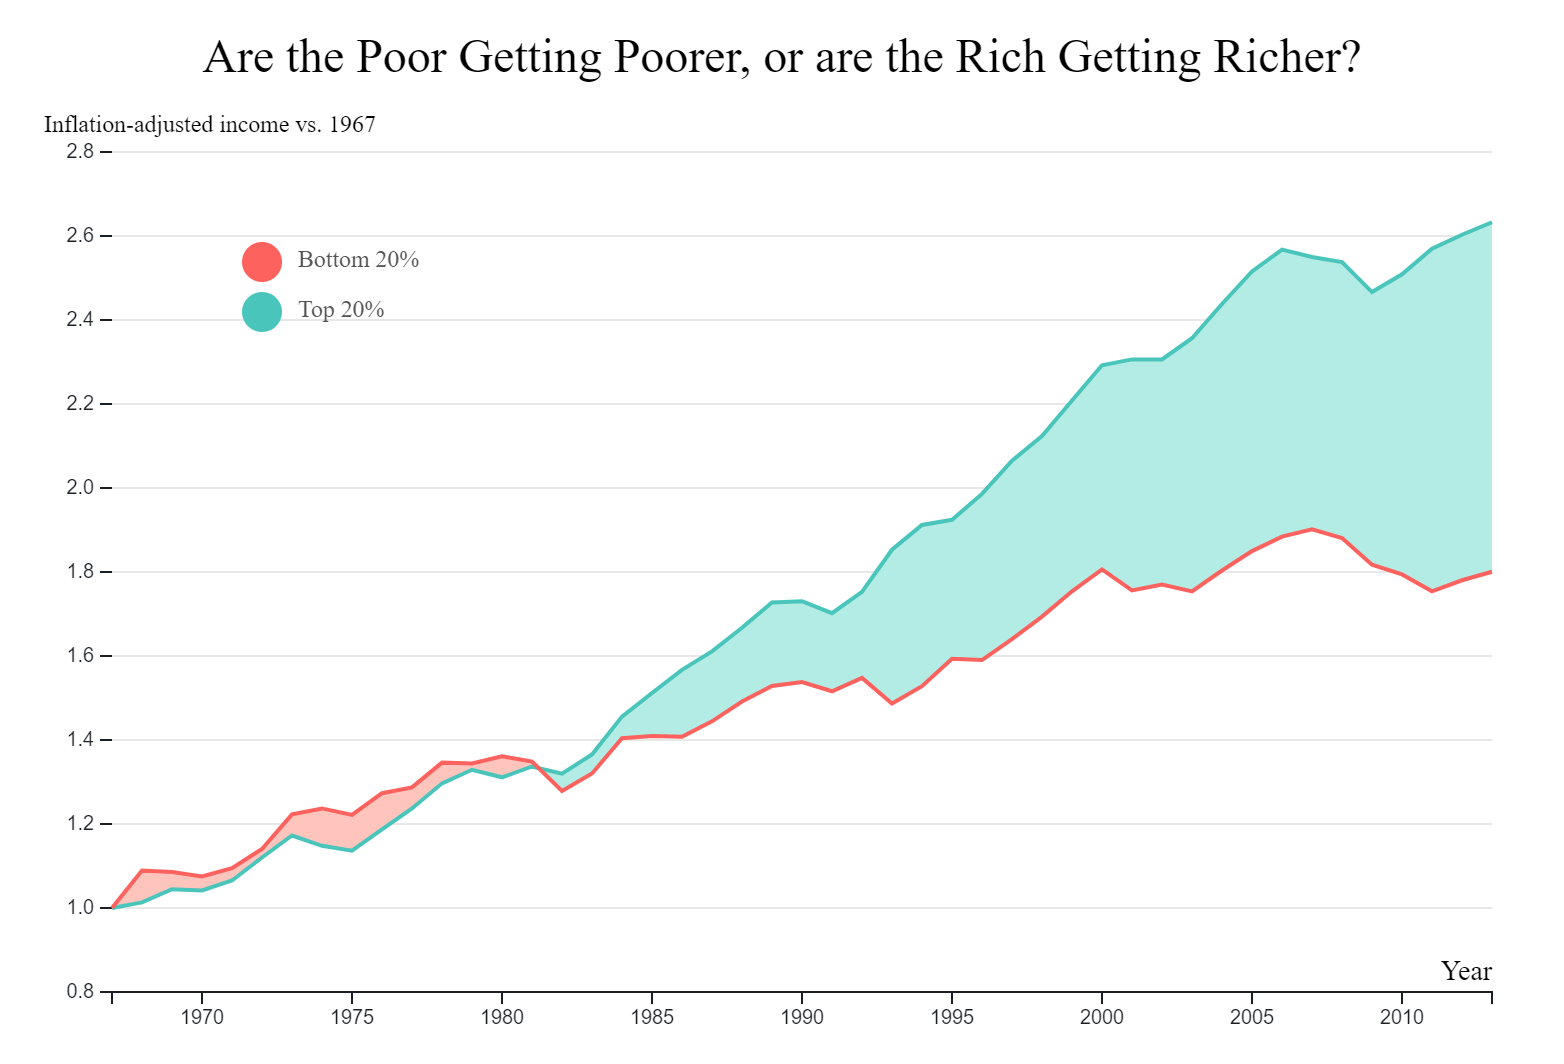 Are the Poor Getting Poorer, or are the Rich Getting Richer?
Inflation-adjusted income vs. 1967
2.8
2.6
Bottom 20%
Top 20%
2.4
2.2
2.0
1.8
1.6
1.4
1.2
1.0
Year
0.8
1970 1975 1980 1985 1990 1995 2000 2005 2010